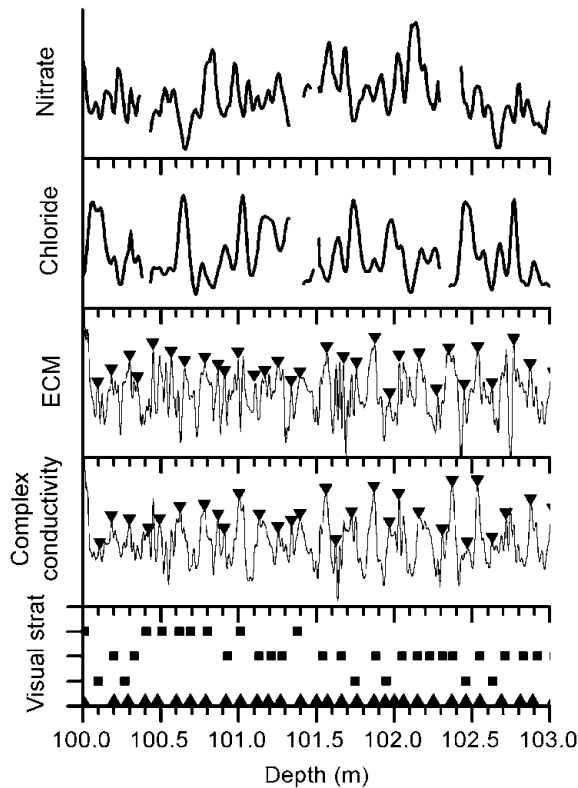 Nitrate
Chloride
ECM
Complex
conductivity
Visual strat
100.0 100.5 101.0 101.5 102.0 102.5 103.0
Depth (m)